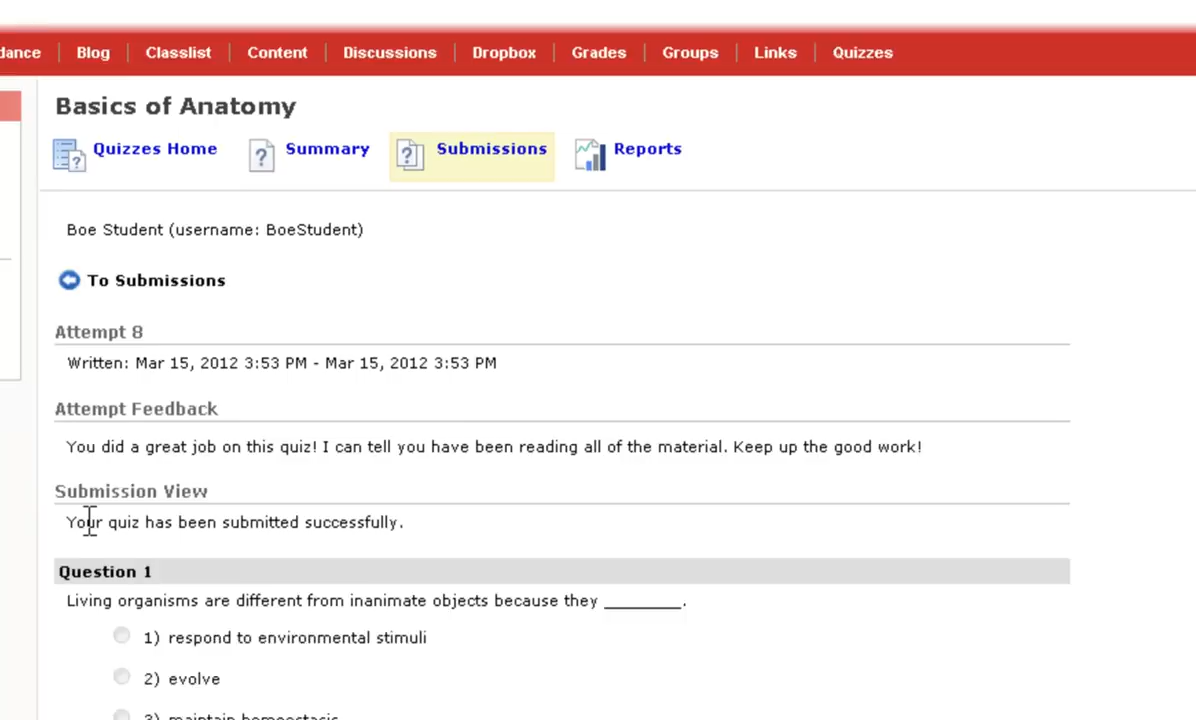 dance Blog Classlist Content Discussions Dropbox Grades Groups Links Quizzes
Basics of Anatomy
Quizzes Home Summary Submissions Reports
Boe Student (username: BoeStudent)
To Submissions
Attempt 8
Written: Mar 15, 2012 3:53 PM - Mar 15, 2012 3:53 PM
Attempt Feedback
You did a great job on this quiz! I can tell you have been reading all of the material. Keep up the good work!
Submission View
Your quiz has been submitted successfully.
Question 1
Living organisms are different from inanimate objects because they ________.
1) respond to environmental stimuli
2) evolve
3) maintain homeostasis